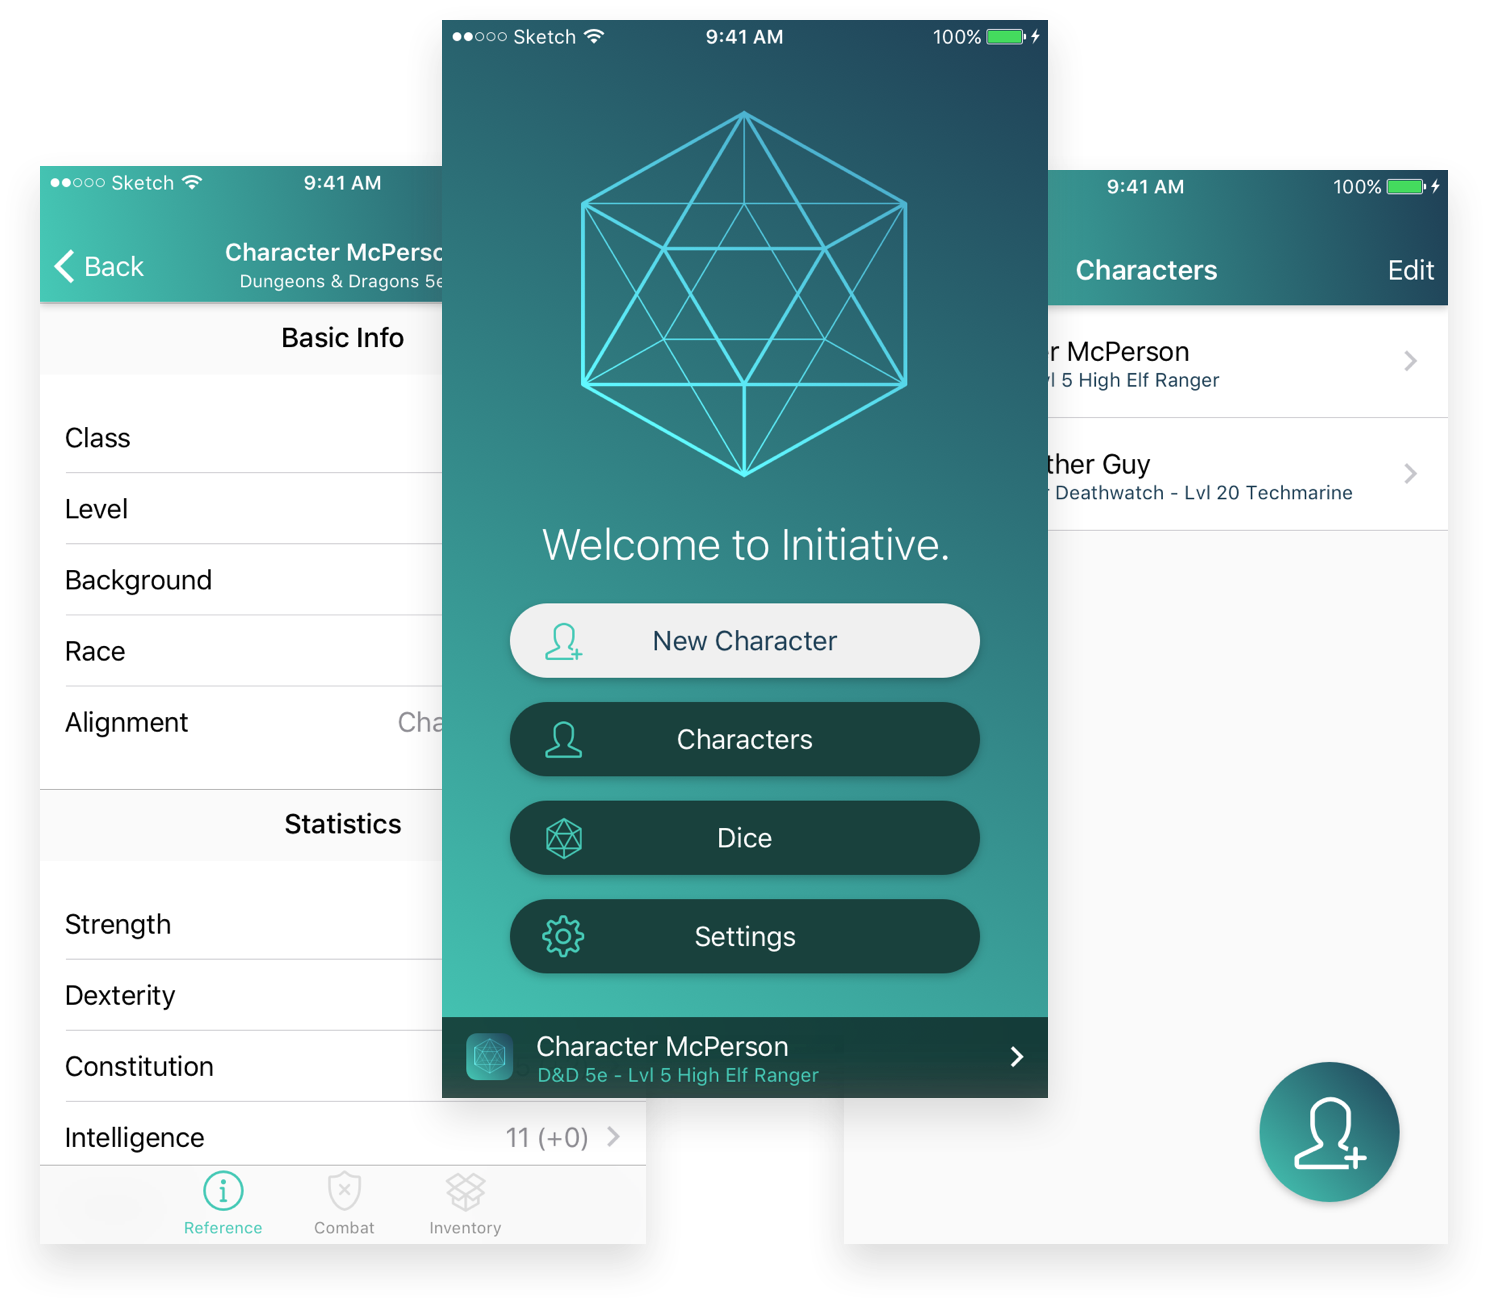 Sketch 9:41 AM
Back
Character McPerso
Dungeons & Dragons 5e
Basic Info
Class
Level
Background
Race
Alignment Cha
Statistics
Strength
Dexterity
Constitution
Intelligence 11 (+0)
Reference Combat Inventory
Sketch 9:41 AM 100%
Welcome to Initiative.
New Character
Characters
Dice
Settings
Character McPerson
D&D 5e - Lvl 5 High Elf Ranger
9:41 AM 100%
Characters Edit
er McPerson
vl 5 High Elf Ranger
ther Guy
r Deathwatch - Lvl 20 Techmarine